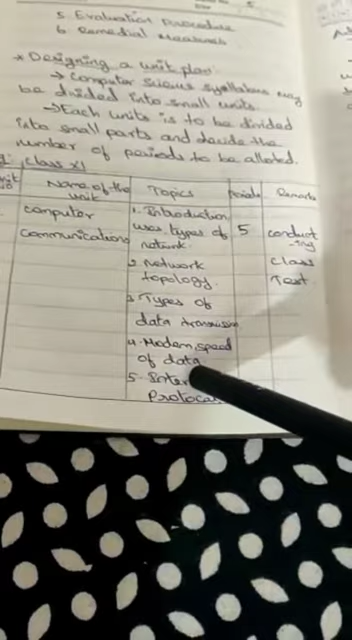 5. Evaluation Procedure
6. Remedial Measures
* Designing a unit plan
→ Computer Science syllabus may
be divided into small units.
→ Each units is to be divided
into small parts and decide the
number of periods to be alloted.
class XI
Name of the unit
Topics
Periods
Remarks
Computer
Communications
1. Introduction
uses, types of
network.
2. Network
topology.
3. Types of
data transmission
4. Modem, speed
of data
5.
Protocal
5
conduct
-ing
class
Test